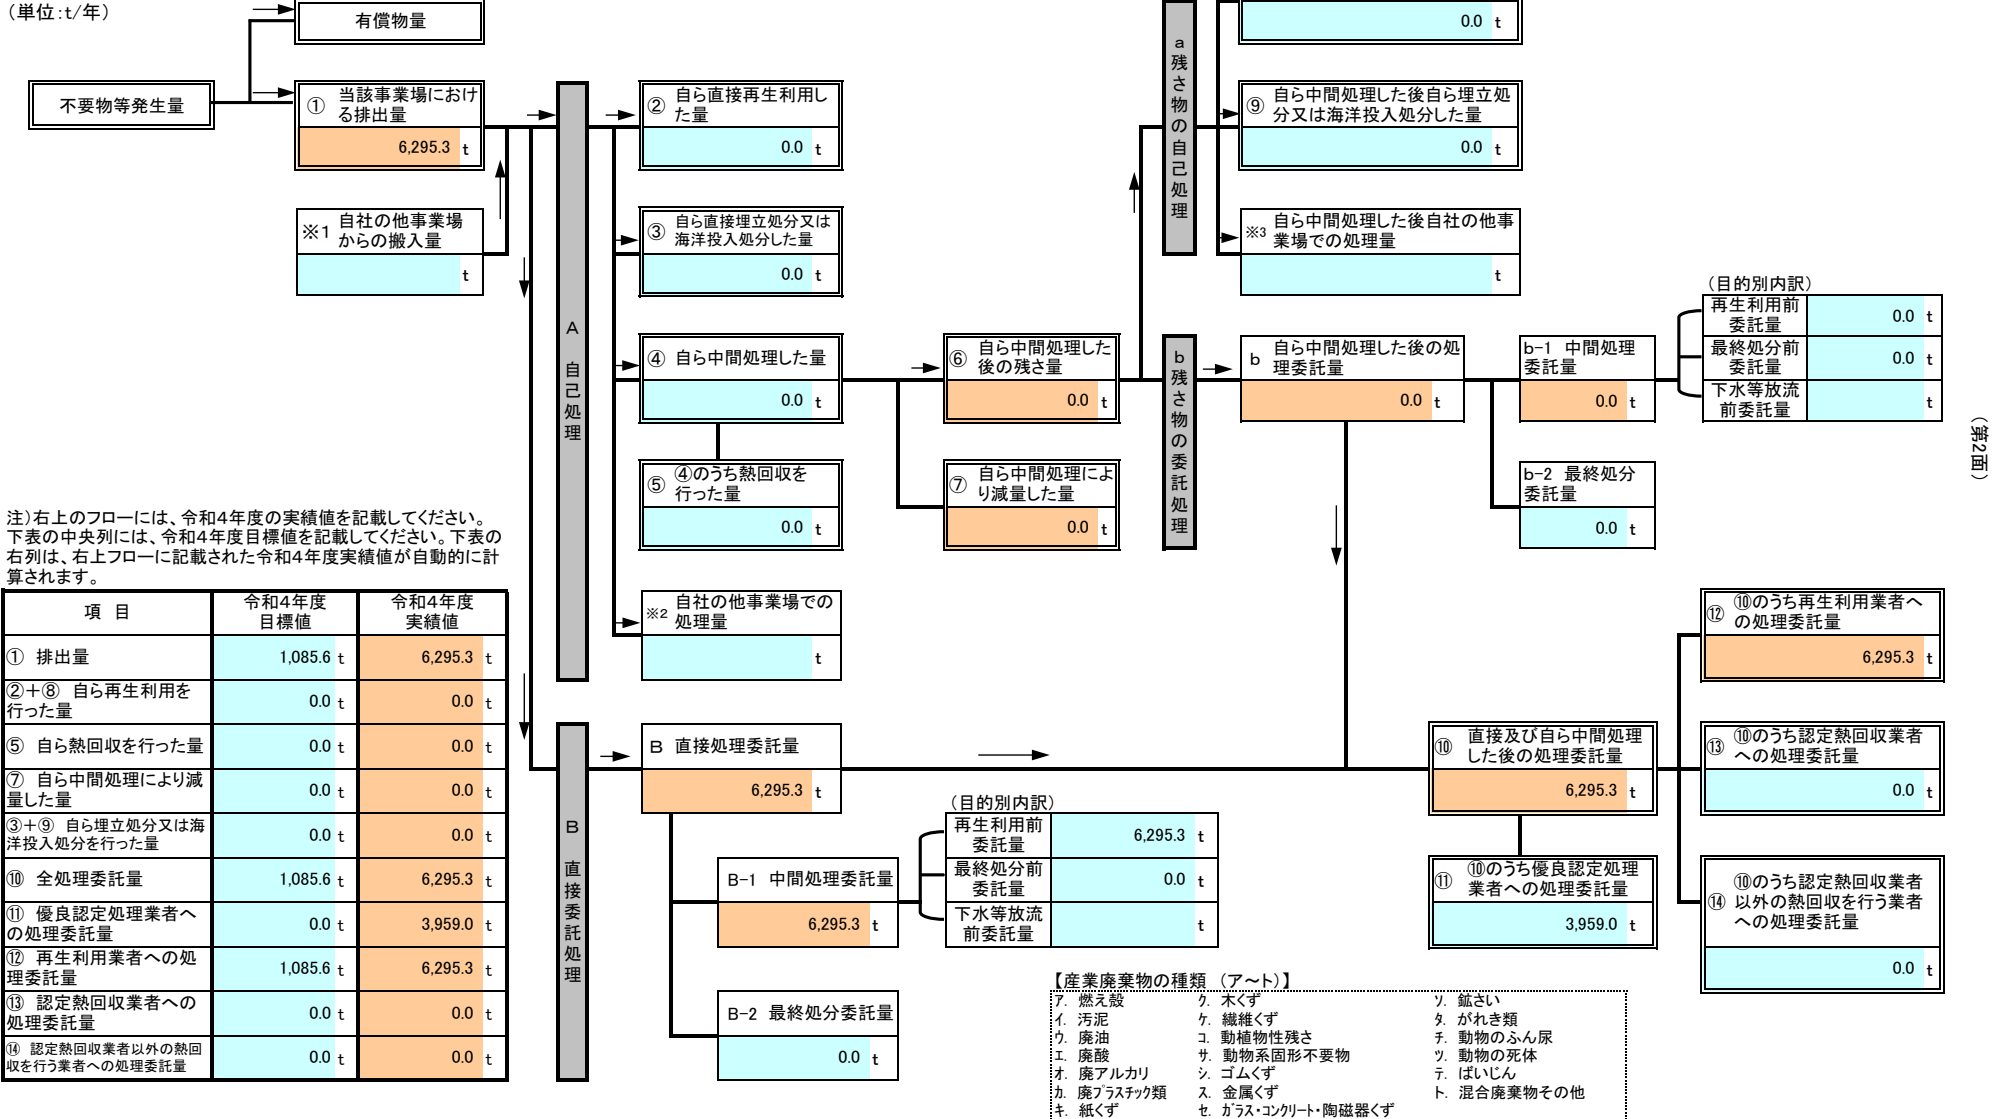 (単位:t/年)
有償物量
0.0 t
不要物等発生量
① 当該事業場におけ
る排出量
6,295.3 t
※1 自社の他事業場
からの搬入量
t
A 自己処理
② 自ら直接再生利用し
た量
0.0 t
③ 自ら直接埋立処分又は
海洋投入処分した量
0.0 t
④ 自ら中間処理した量
0.0 t
⑤ ④のうち熱回収を
行った量
0.0 t
※2 自社の他事業場での
処理量
t
⑥ 自ら中間処理した
後の残さ量
0.0 t
⑦ 自ら中間処理によ
り減量した量
0.0 t
a残さ物の自己処理
⑨ 自ら中間処理した後自ら埋立処
分又は海洋投入処分した量
0.0 t
※3 自ら中間処理した後自社の他事
業場での処理量
t
b残さ物の委託処理
b 自ら中間処理した後の処
理委託量
0.0 t
b-1 中間処理
委託量
0.0 t
b-2 最終処分
委託量
0.0 t
(目的別内訳)
再生利用前
委託量
0.0 t
最終処分前
委託量
0.0 t
下水等放流
前委託量
t
(第2面)
注)右上のフローには、令和4年度の実績値を記載してください。
下表の中央列には、令和4年度目標値を記載してください。下表の
右列は、右上フローに記載された令和4年度実績値が自動的に計
算されます。
項 目
令和4年度
目標値
令和4年度
実績値
① 排出量 1,085.6 t 6,295.3 t
②+⑧ 自ら再生利用を
行った量
0.0 t 0.0 t
⑤ 自ら熱回収を行った量 0.0 t 0.0 t
⑦ 自ら中間処理により減
量した量
0.0 t 0.0 t
③+⑨ 自ら埋立処分又は海
洋投入処分を行った量
0.0 t 0.0 t
⑩ 全処理委託量 1,085.6 t 6,295.3 t
⑪ 優良認定処理業者へ
の処理委託量
0.0 t 3,959.0 t
⑫ 再生利用業者への処
理委託量
1,085.6 t 6,295.3 t
⑬ 認定熱回収業者への
処理委託量
0.0 t 0.0 t
⑭ 認定熱回収業者以外の熱回
収を行う業者への処理委託量
0.0 t 0.0 t
B 直接委託処理
B 直接処理委託量
6,295.3 t
B-1 中間処理委託量
6,295.3 t
B-2 最終処分委託量
0.0 t
(目的別内訳)
再生利用前
委託量
6,295.3 t
最終処分前
委託量
0.0 t
下水等放流
前委託量
t
⑩ 直接及び自ら中間処理
した後の処理委託量
6,295.3 t
⑪ ⑩のうち優良認定処理
業者への処理委託量
3,959.0 t
⑫ ⑩のうち再生利用業者へ
の処理委託量
6,295.3 t
⑬ ⑩のうち認定熱回収業者
への処理委託量
0.0 t
⑭ ⑩のうち認定熱回収業者
以外の熱回収を行う業者
への処理委託量
0.0 t
【産業廃棄物の種類 (ア~ト)】
ア. 燃え殻 ク. 木くず ソ. 鉱さい
イ. 汚泥 ケ. 繊維くず タ. がれき類
ウ. 廃油 コ. 動植物性残さ チ. 動物のふん尿
エ. 廃酸 サ. 動物系固形不要物 ツ. 動物の死体
オ. 廃アルカリ シ. ゴムくず テ. ばいじん
カ. 廃プラスチック類 ス. 金属くず ト. 混合廃棄物その他
キ. 紙くず セ. ガラス・コンクリート・陶磁器くず